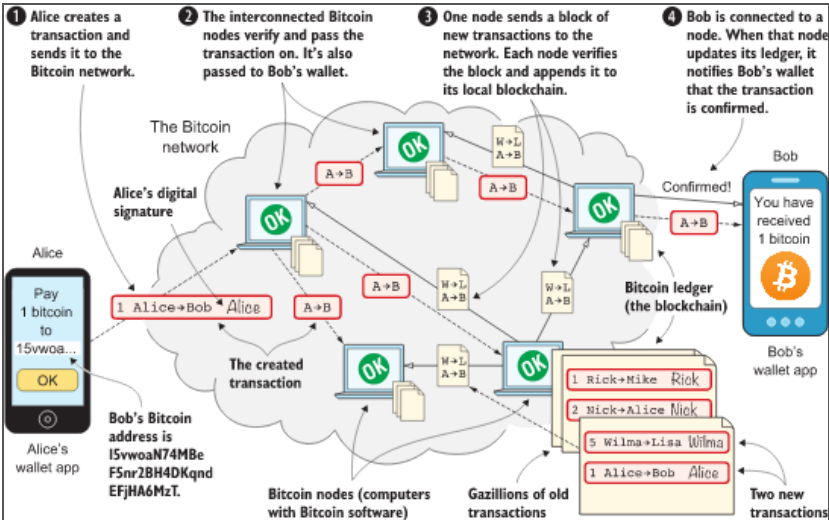 1 Alice creates a
transaction and
sends it to the
Bitcoin network.
2 The interconnected Bitcoin
nodes verify and pass the
transaction on. It's also
passed to Bob's wallet.
3 One node sends a block of
new transactions to the
network. Each node verifies
the block and appends it to
its local blockchain.
4 Bob is connected to a
node. When that node
updates its ledger, it
notifies Bob's wallet
that the transaction
is confirmed.
The Bitcoin
network
OK
W→L
A→B
A→B
A→B
Bob
Confirmed!
Alice's digital
signature
OK
OK
A→B
You have
received
1 bitcoin
Alice
Pay
1 bitcoin
to
15vwoa...
OK
1 Alice→Bob Alice
A→B
A→B
W→L
A→B
W→L
A→B
Bitcoin ledger
(the blockchain)
The created
transaction
OK
W→L
A→B
OK
Bob's
wallet app
1 Rick→Mike Rick
2 Nick→Alice Nick
5 Wilma→Lisa Wilma
1 Alice→Bob Alice
Bob's Bitcoin
address is
15vwoaN74MBe
F5nr2BH4DKqnd
EFjHA6MzT.
Alice's
wallet app
Bitcoin nodes (computers
with Bitcoin software)
Gazillions of old
transactions
Two new
transactions